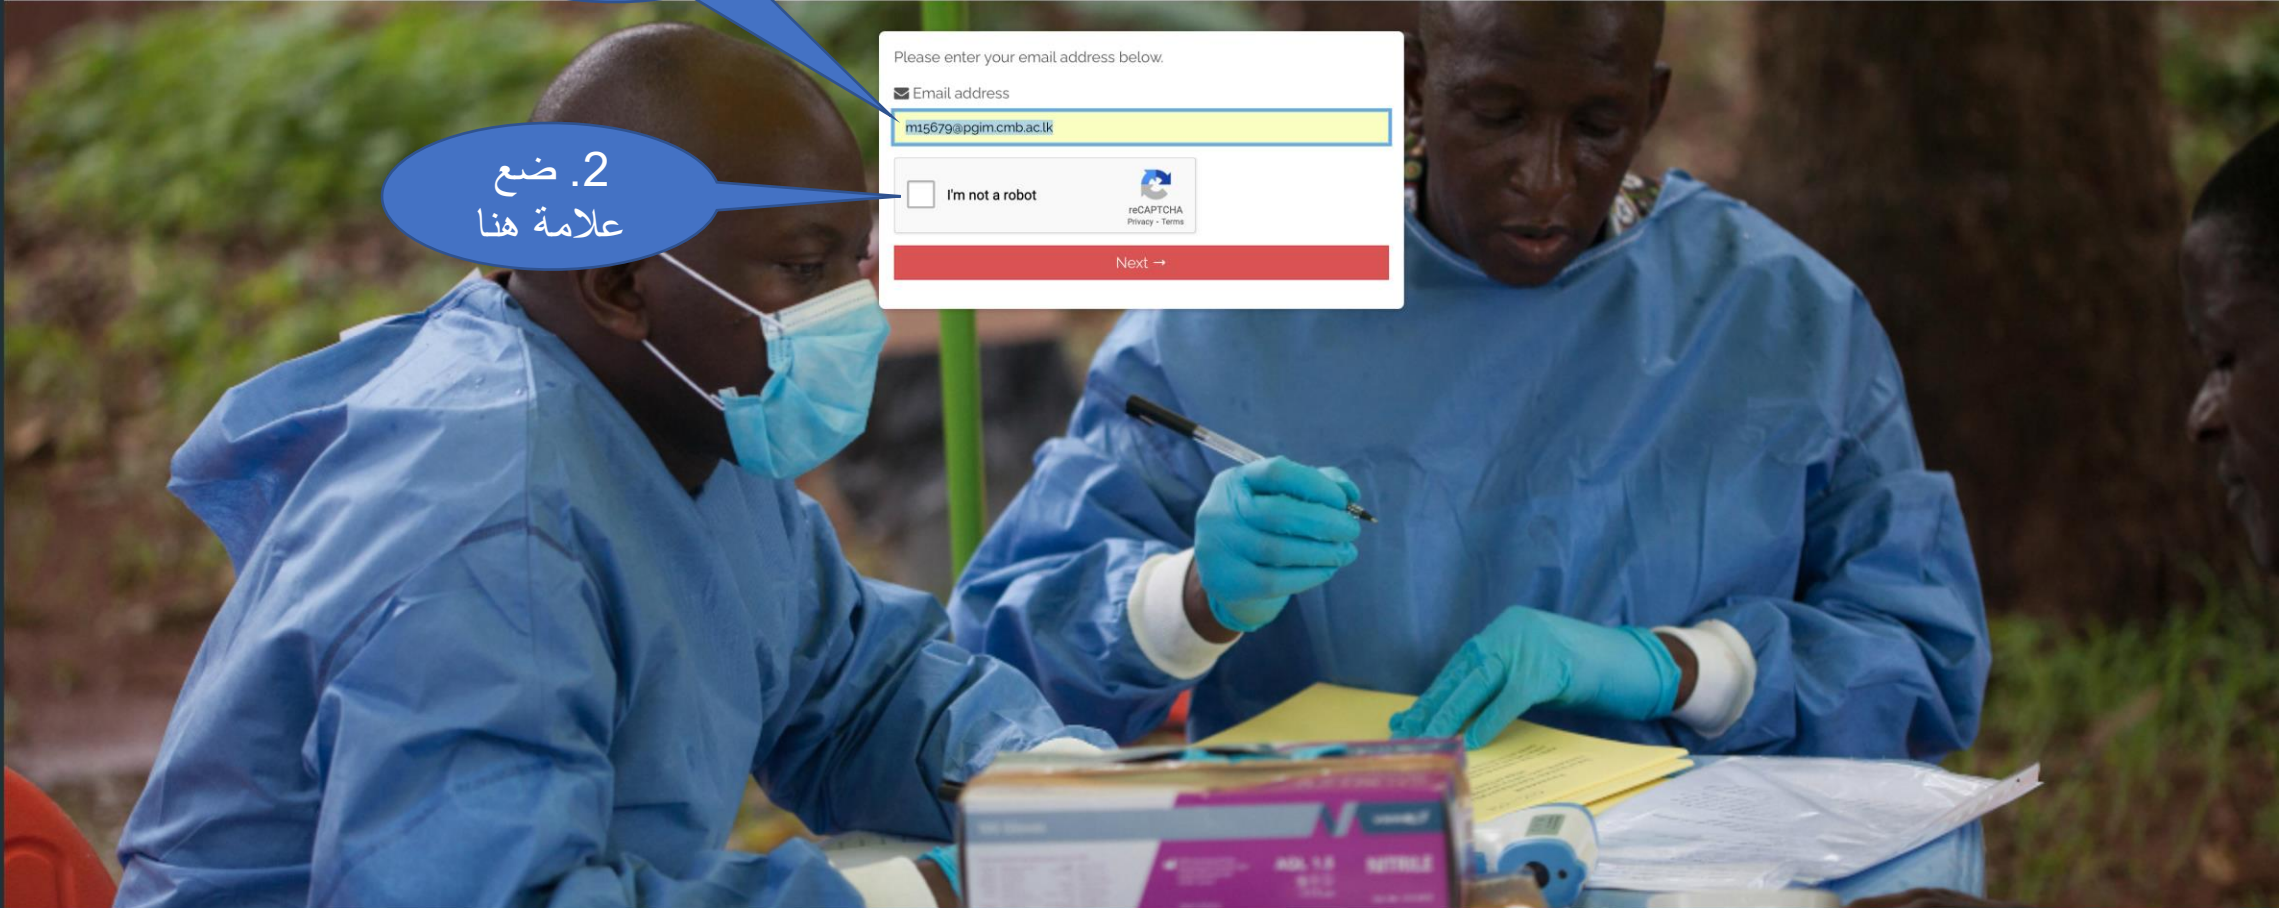 Please enter your email address below.
Email address
m15679@pgim.cmb.ac.lk
2. ضع
علامة هنا
I'm not a robot
reCAPTCHA
Privacy - Terms
Next →
NITRILE